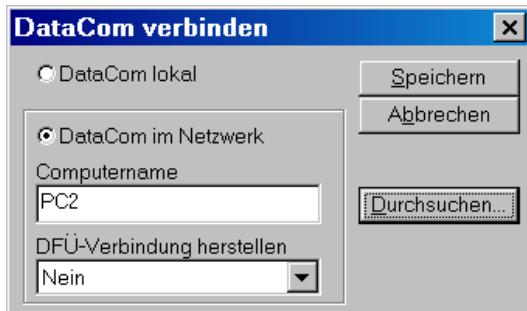 DataCom verbinden
DataCom lokal
Speichern
Abbrechen
DataCom im Netzwerk
Computername
PC2
Durchsuchen...
DFÜ-Verbindung herstellen
Nein